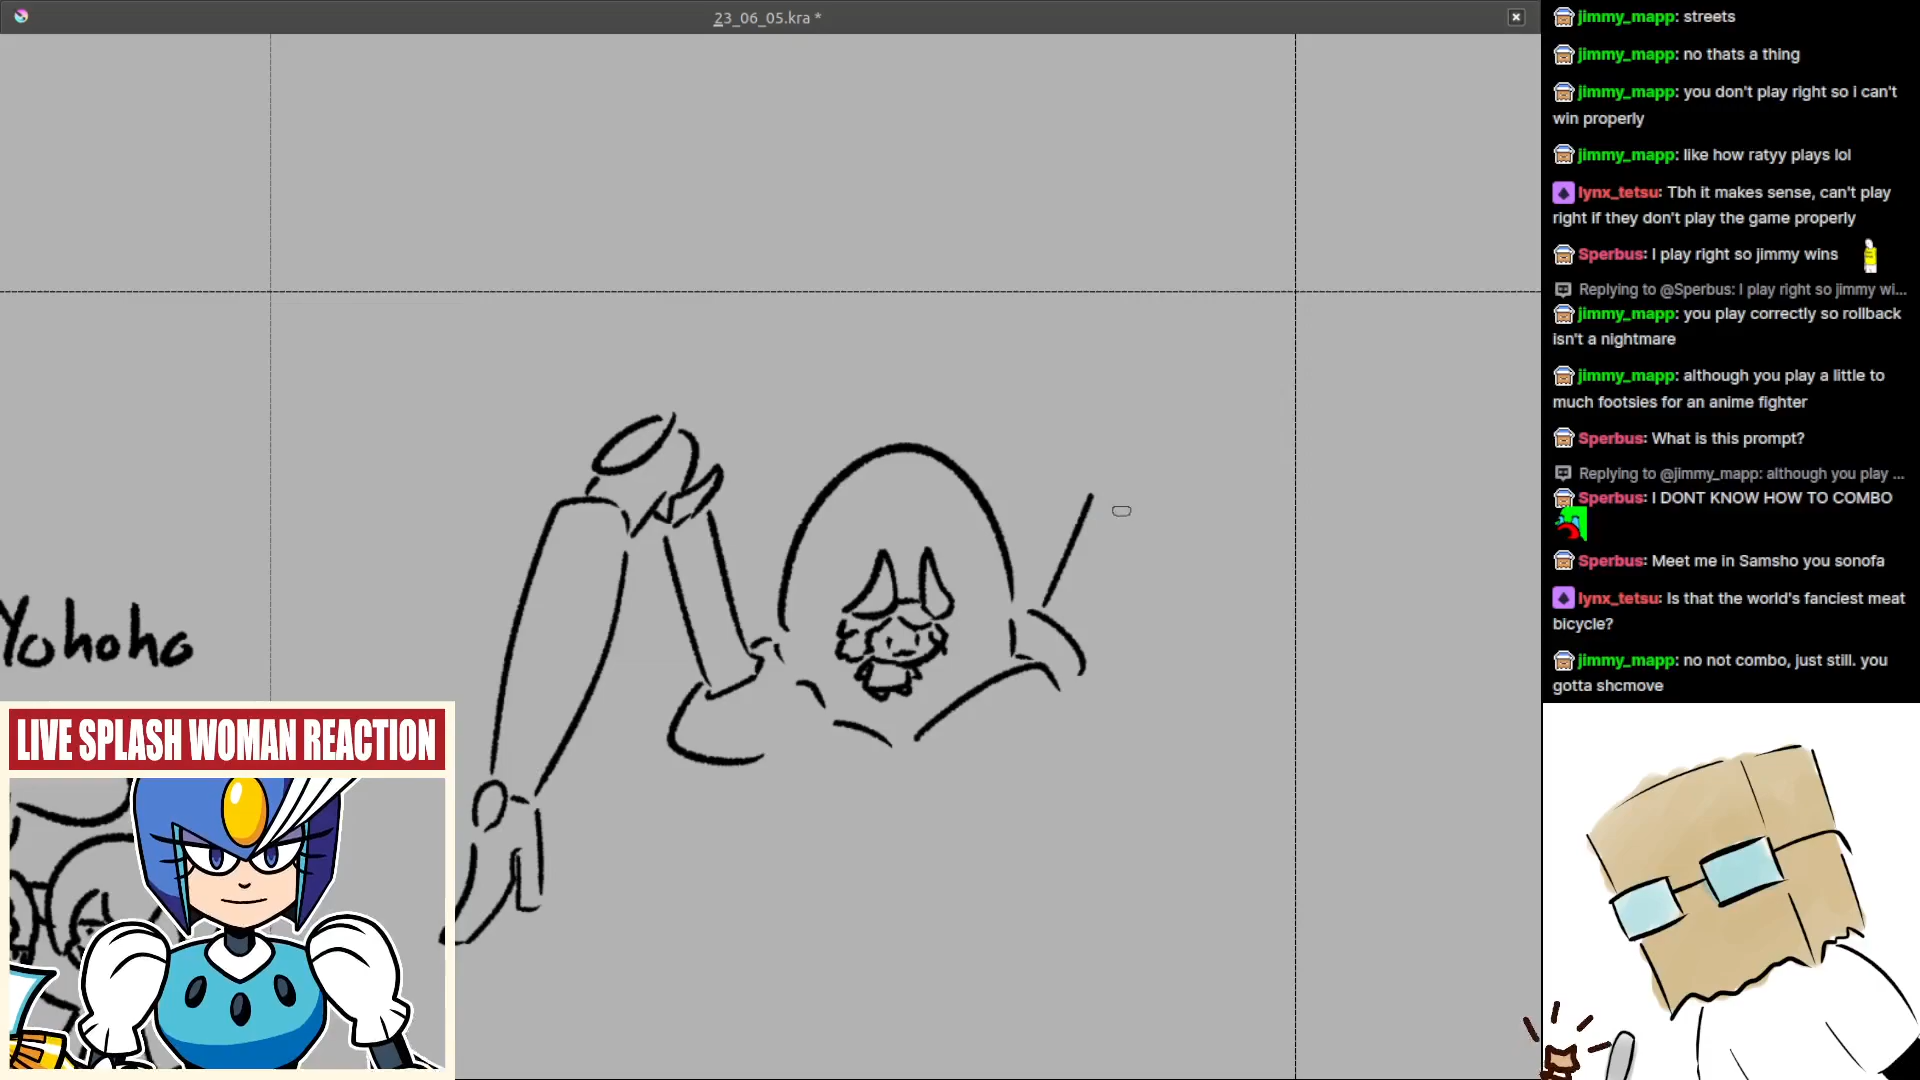 23_06_05.kra *
jimmy_mapp: streets
jimmy_mapp: no thats a thing
jimmy_mapp: you don't play right so i can't
win properly
jimmy_mapp: like how ratyy plays lol
lynx_tetsu: Tbh it makes sense, can't play
right if they don't play the game properly
Sperbus: I play right so jimmy wins
Replying to @Sperbus: I play right so jimmy wi...
jimmy_mapp: you play correctly so rollback
isn't a nightmare
jimmy_mapp: although you play a little to
much footsies for an anime fighter
Sperbus: What is this prompt?
Replying to @jimmy_mapp: although you play ...
Sperbus: I DONT KNOW HOW TO COMBO
Sperbus: Meet me in Samsho you sonofa
lynx_tetsu: Is that the world's fanciest meat
bicycle?
jimmy_mapp: no not combo, just still. you
gotta shcmove
Yohoho
LIVE SPLASH WOMAN REACTION